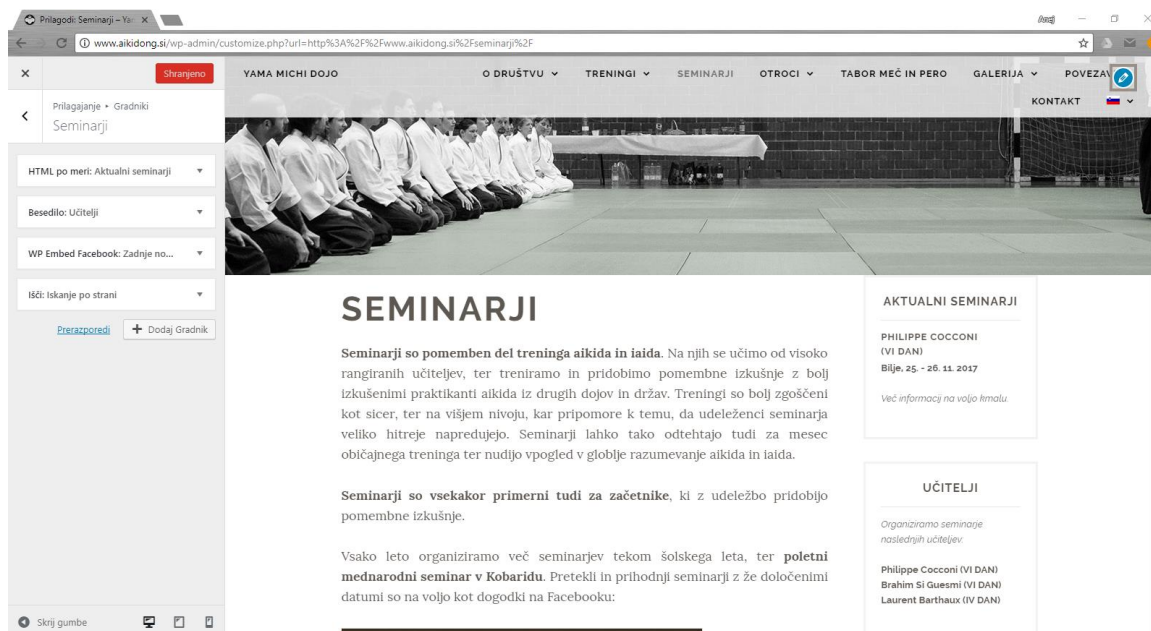 Prilagodi: Seminarji – Ya
www.aikidong.si/wp-admin/customize.php?url=http%3A%2F%2Fwww.aikidong.si%2Fseminarji%2F
Shranjeno
Prilagajanje • Gradniki
Seminarji
HTML po meri: Aktualni seminarji
Besedilo: Učitelji
WP Embed Facebook: Zadnje no...
Išči: Iskanje po strani
Prerazporedi
Dodaj Gradnik
Skrij gumbe
YAMA MICHI DOJO
O DRUŠTVU
TRENINGI
SEMINARJI
OTROCI
TABOR MEČ IN PERO
GALERIJA
POVEZAV
KONTAKT
SEMINARJI
Seminarji so pomemben del treninga aikida in iaida. Na njih se učimo od visoko
rangiranih učiteljev, ter treniramo in pridobimo pomembne izkušnje z bolj
izkušenimi praktikanti aikida iz drugih dojov in držav. Treningi so bolj zgoščeni
kot sicer, ter na višjem nivoju, kar pripomore k temu, da udeleženci seminarja
veliko hitreje napredujejo. Seminarji lahko tako odtehtajo tudi za mesec
običajnega treninga ter nudijo vpogled v globlje razumevanje aikida in iaida.
Seminarji so vsekakor primerni tudi za začetnike, ki z udeležbo pridobijo
pomembne izkušnje.
Vsako leto organiziramo več seminarjev tekom šolskega leta, ter poletni
mednarodni seminar v Kobaridu. Pretekli in prihodnji seminarji z že določenimi
datumi so na voljo kot dogodki na Facebooku:
AKTUALNI SEMINARJI
PHILIPPE COCCONI
(VI DAN)
Bilje, 25. - 26. 11. 2017
Več informacij na voljo kmalu.
UČITELJI
Organiziramo seminarje
naslednjih učiteljev:
Philippe Cocconi (VI DAN)
Brahim Si Guesmi (VI DAN)
Laurent Barthaux (IV DAN)